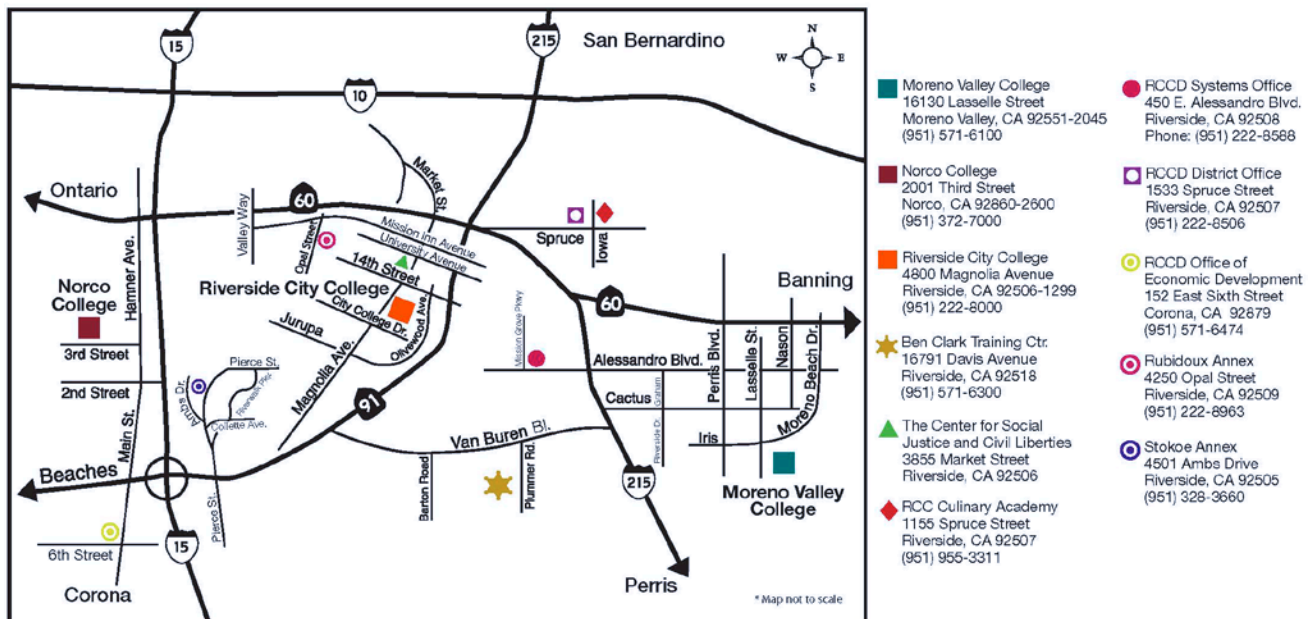 15
215
San Bernardino
N
W
E
S
10
Market St.
Ontario
60
Valley Way
Hamner Ave.
Opal Street
Mission Inn Avenue
University Avenue
14th Street
Spruce
Iowa
Norco
College
Riverside City College
City College Dr.
Olivewood Ave.
Jurupa
Magnolia Ave.
Mission Grove Pkwy
60
Banning
3rd Street
2nd Street
Pierce St.
Ambs Dr.
Collette Ave.
Main St.
Alessandro Blvd.
Perris Blvd.
Lasselle St.
Nason
Moreno Beach Dr.
Cactus
Graham
Riverside Dr.
Iris
91
Van Buren Bl.
Barton Road
Plummer Rd.
Beaches
Pierce St.
215
Moreno Valley
College
6th Street
15
Corona
Perris
* Map not to scale
Moreno Valley College
16130 Lasselle Street
Moreno Valley, CA 92551-2045
(951) 571-6100
Norco College
2001 Third Street
Norco, CA 92860-2600
(951) 372-7000
Riverside City College
4800 Magnolia Avenue
Riverside, CA 92506-1299
(951) 222-8000
Ben Clark Training Ctr.
16791 Davis Avenue
Riverside, CA 92518
(951) 571-6300
The Center for Social
Justice and Civil Liberties
3855 Market Street
Riverside, CA 92506
RCC Culinary Academy
1155 Spruce Street
Riverside, CA 92507
(951) 955-3311
RCCD Systems Office
450 E. Alessandro Blvd.
Riverside, CA 92508
Phone: (951) 222-8588
RCCD District Office
1533 Spruce Street
Riverside, CA 92507
(951) 222-8506
RCCD Office of
Economic Development
152 East Sixth Street
Corona, CA 92879
(951) 571-6474
Rubidoux Annex
4250 Opal Street
Riverside, CA 92509
(951) 222-8963
Stokoe Annex
4501 Ambs Drive
Riverside, CA 92505
(951) 328-3660